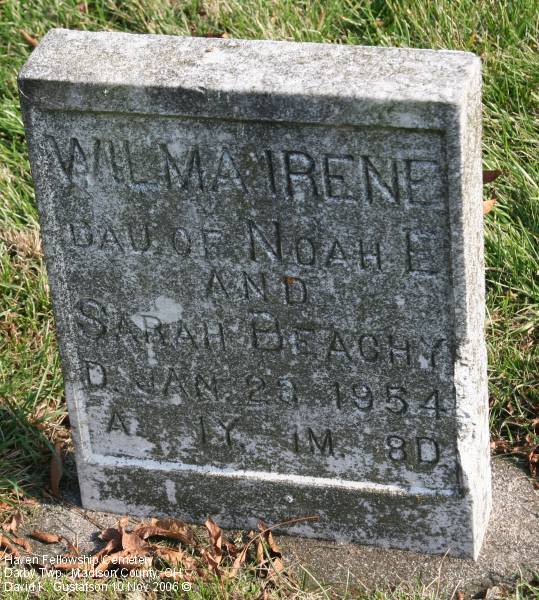 WILMA IRENE
DAU. OF NOAH E
AND
SARAH BEACHY
D. JAN. 23 1954
A. 1Y. 1M. 8D
Haven Fellowship Cemetery
Darby Twp., Madison County, OH
David K. Gustafson 10 Nov 2006 ©